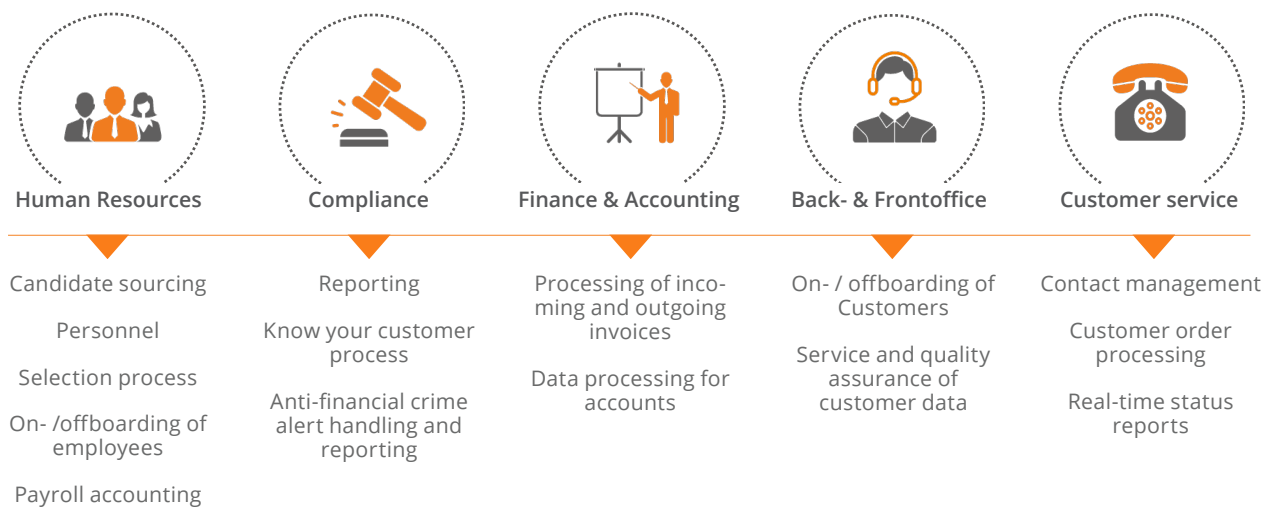 Human Resources
Compliance
Finance & Accounting
Back- & Frontoffice
Customer service
Candidate sourcing
Personnel
Selection process
On- /offboarding of
employees
Payroll accounting
Reporting
Know your customer
process
Anti-financial crime
alert handling and
reporting
Processing of inco-
ming and outgoing
invoices
Data processing for
accounts
On- / offboarding of
Customers
Service and quality
assurance of
customer data
Contact management
Customer order
processing
Real-time status
reports